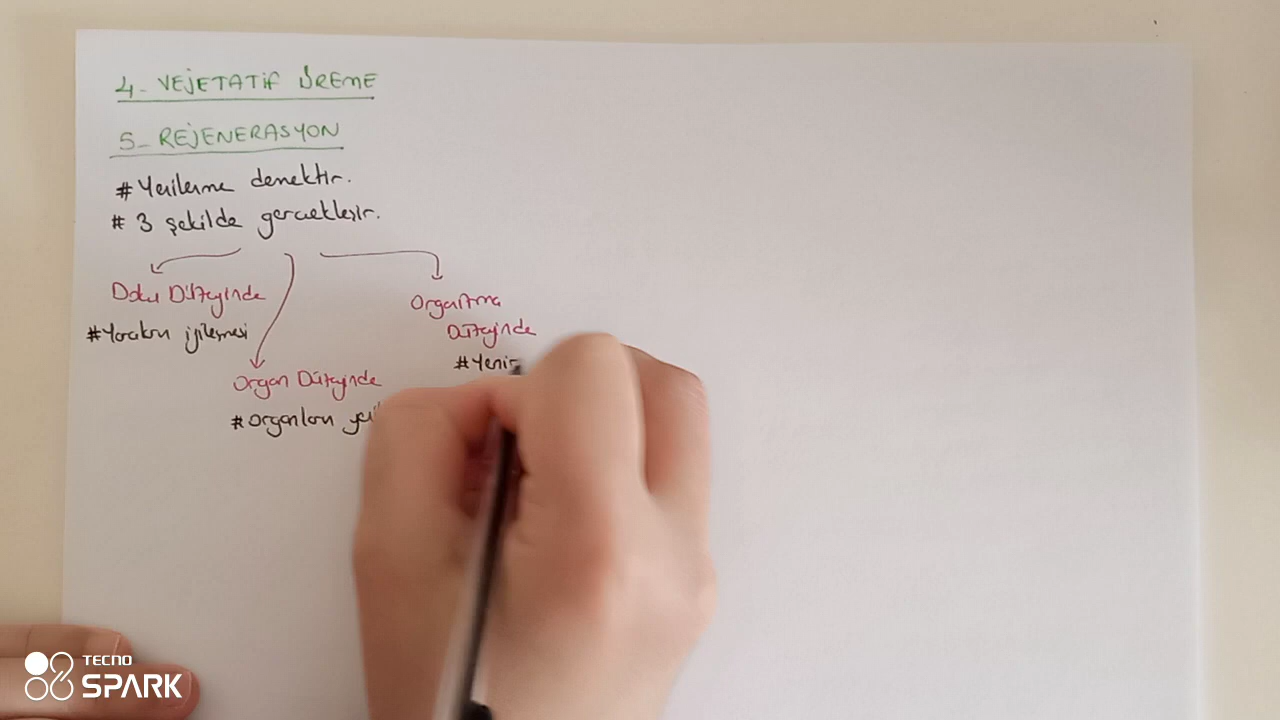 4- VEJETATİF ÜREME
5- REJENERASYON
# Yenilenme demektir.
# 3 şekilde gerçekleşir.
Doku Düzeyinde
# Yaraların iyileşmesi
Organ Düzeyinde
# organların
Organizma
Düzeyinde
# Yeni
TECNO
SPARK